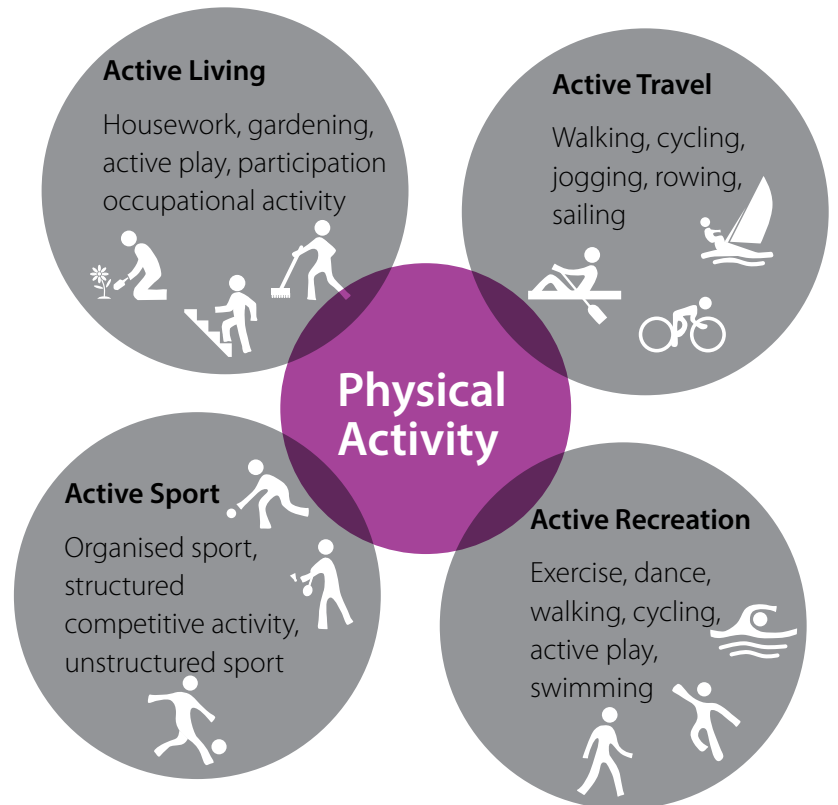 Active Living
Housework, gardening,
active play, participation
occupational activity
Active Travel
Walking, cycling,
jogging, rowing,
sailing
Physical
Activity
Active Sport
Organised sport,
structured
competitive activity,
unstructured sport
Active Recreation
Exercise, dance,
walking, cycling,
active play,
swimming